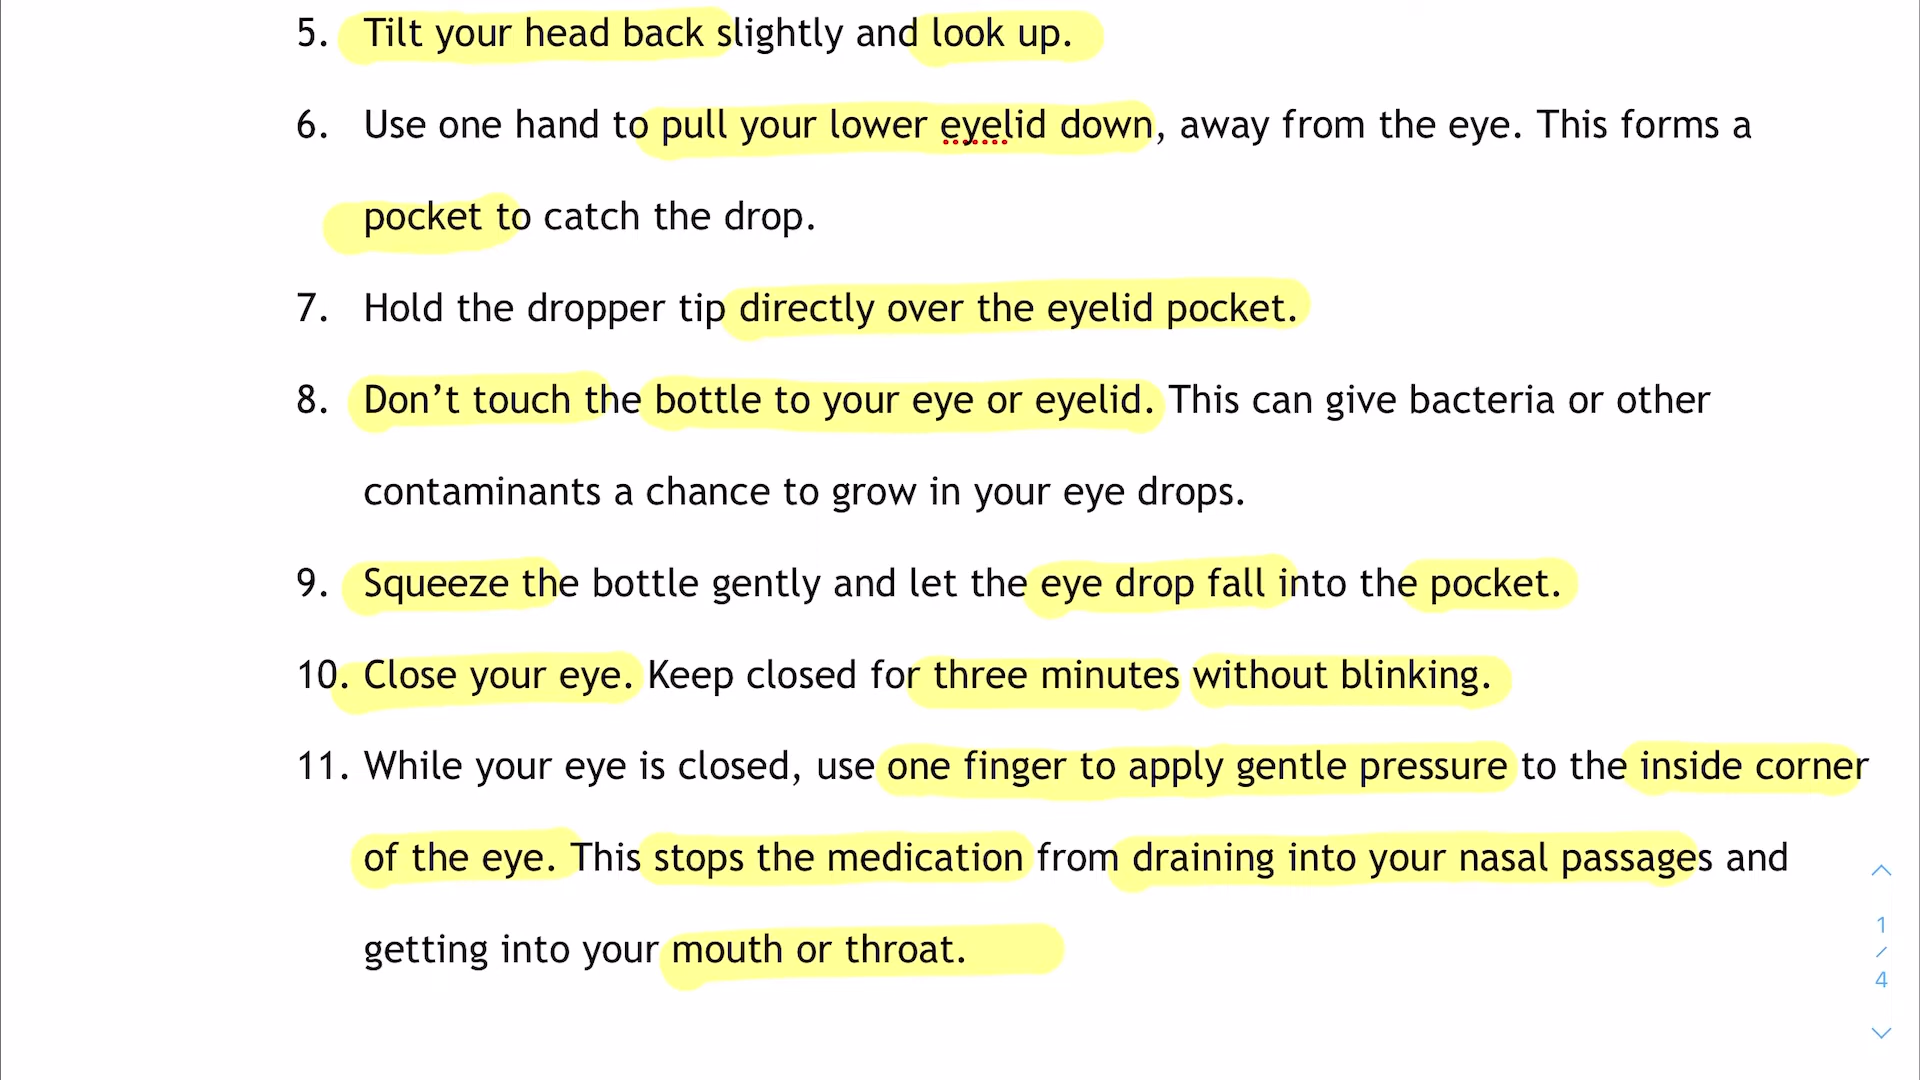 5. Tilt your head back slightly and look up.
6. Use one hand to pull your lower eyelid down, away from the eye. This forms a
pocket to catch the drop.
7. Hold the dropper tip directly over the eyelid pocket.
8. Don’t touch the bottle to your eye or eyelid. This can give bacteria or other
contaminants a chance to grow in your eye drops.
9. Squeeze the bottle gently and let the eye drop fall into the pocket.
10. Close your eye. Keep closed for three minutes without blinking.
11. While your eye is closed, use one finger to apply gentle pressure to the inside corner
of the eye. This stops the medication from draining into your nasal passages and
getting into your mouth or throat.
1
/
4